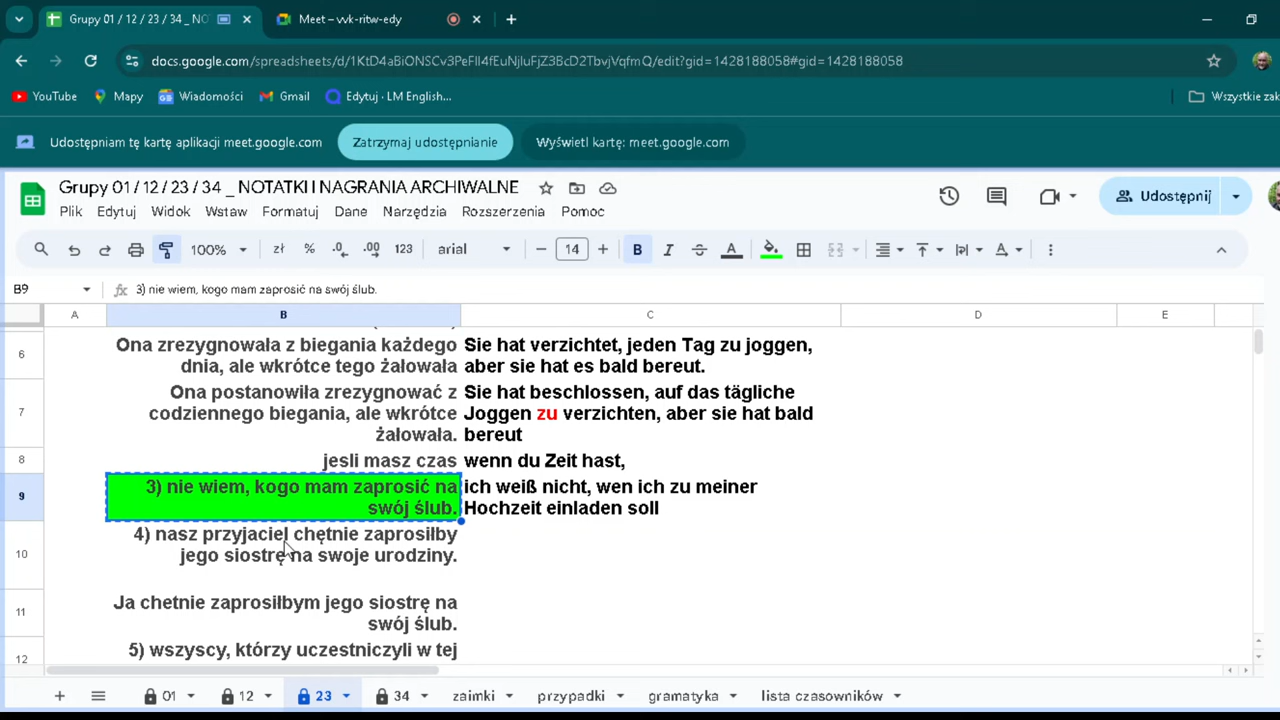 Grupy 01 / 12 / 23 / 34 _ NO
Meet – vvk-ritw-edy
docs.google.com/spreadsheets/d/1KtD4aBiONSCv3PeFII4fEuNjIuFjZ3BcD2TbvjVqfmQ/edit?gid=1428188058#gid=1428188058
YouTube Mapy Wiadomości Gmail Edytuj · LM English... Wszystkie zak
Udostępniam tę kartę aplikacji meet.google.com Zatrzymaj udostępnianie Wyświetl kartę: meet.google.com
Grupy 01 / 12 / 23 / 34 _ NOTATKI I NAGRANIA ARCHIWALNE
Udostępnij
Plik Edytuj Widok Wstaw Formatuj Dane Narzędzia Rozszerzenia Pomoc
100% zł % .0 .00 123 arial 14 B I A
B9 fx 3) nie wiem, kogo mam zaprosić na swój ślub.
A B C D E
6 Ona zrezygnowała z biegania każdego Sie hat verzichtet, jeden Tag zu joggen,
dnia, ale wkrótce tego żałowała aber sie hat es bald bereut.
Ona postanowiła zrezygnować z Sie hat beschlossen, auf das tägliche
7 codziennego biegania, ale wkrótce Joggen zu verzichten, aber sie hat bald
żałowała. bereut
8 jesli masz czas wenn du Zeit hast,
9 3) nie wiem, kogo mam zaprosić na ich weiß nicht, wen ich zu meiner
swój ślub. Hochzeit einladen soll
10 4) nasz przyjaciel chętnie zaprosiłby
jego siostrę na swoje urodziny.
11 Ja chetnie zaprosiłbym jego siostrę na
swój ślub.
12 5) wszyscy, którzy uczestniczyli w tej
01 12 23 34 zaimki przypadki gramatyka lista czasowników